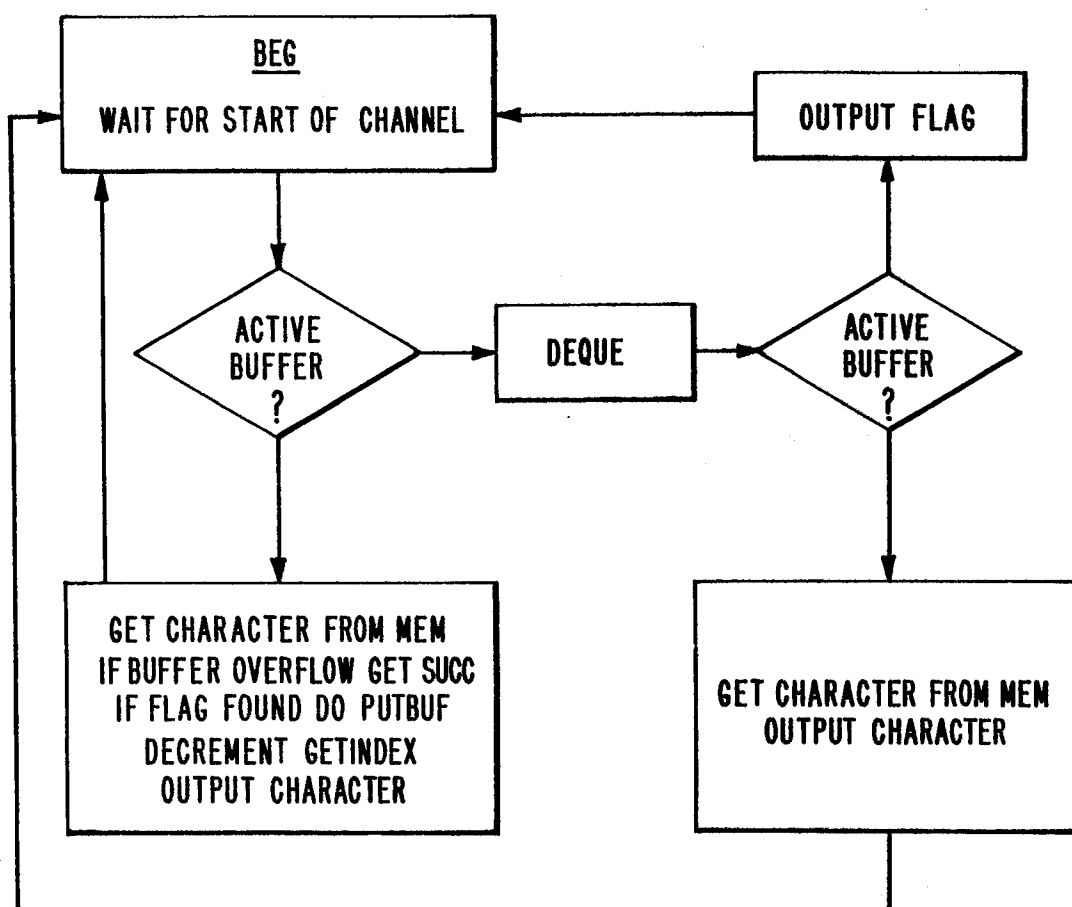 BEG
WAIT FOR START OF CHANNEL
OUTPUT FLAG
ACTIVE
BUFFER
?
DEQUE
ACTIVE
BUFFER
?
GET CHARACTER FROM MEM
IF BUFFER OVERFLOW GET SUCC
IF FLAG FOUND DO PUTBUF
DECREMENT GETINDEX
OUTPUT CHARACTER
GET CHARACTER FROM MEM
OUTPUT CHARACTER